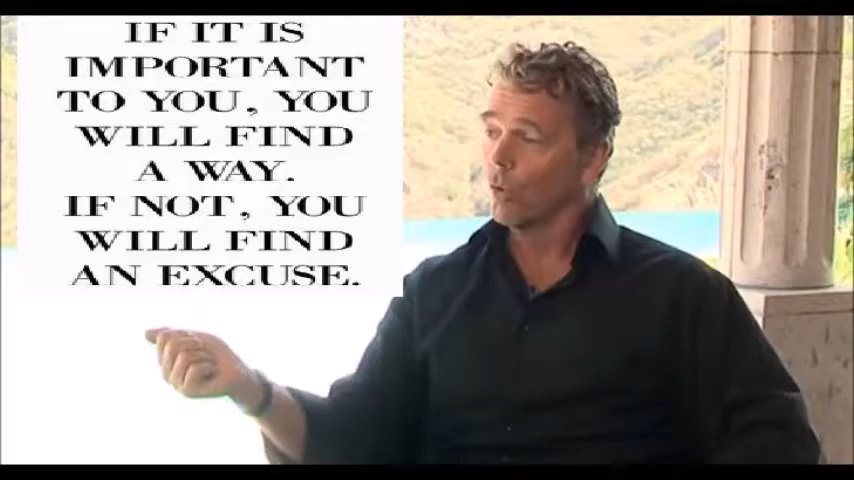 IF IT IS
IMPORTANT
TO YOU, YOU
WILL FIND
A WAY.
IF NOT, YOU
WILL FIND
AN EXCUSE.